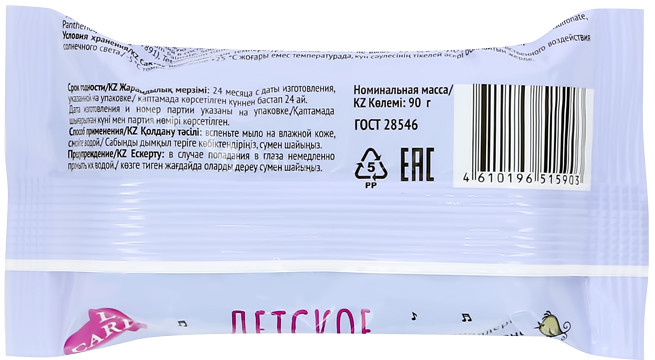 Условия хранения/KZ
солнечного света./
Срок годности/KZ Жарамдылық мерзімі: 24 месяца с даты изготовления,
указанной на упаковке./ қаптамада көрсетілген күннен бастап 24 ай.
Дата изготовления и номер партии указаны на упаковке./Қаптамада
шығарылған күні мен партия нөмірі көрсетілген.
Способ применения/KZ Қолдану тәсілі: вспеньте мыло на влажной коже,
смойте водой./ Сабынды дымқыл теріге көбіктендіріңіз, сумен шайыңыз.
Предупреждение/KZ Ескерту: в случае попадания в глаза немедленно
промыть их водой./ көзге тиген жағдайда оларды дереу сумен шайыңыз.
Номинальная масса/
KZ Көлемі: 90 г
ГОСТ 28546
5
PP
EAC
4 610196 515903
CARE
ДЕТСКОЕ